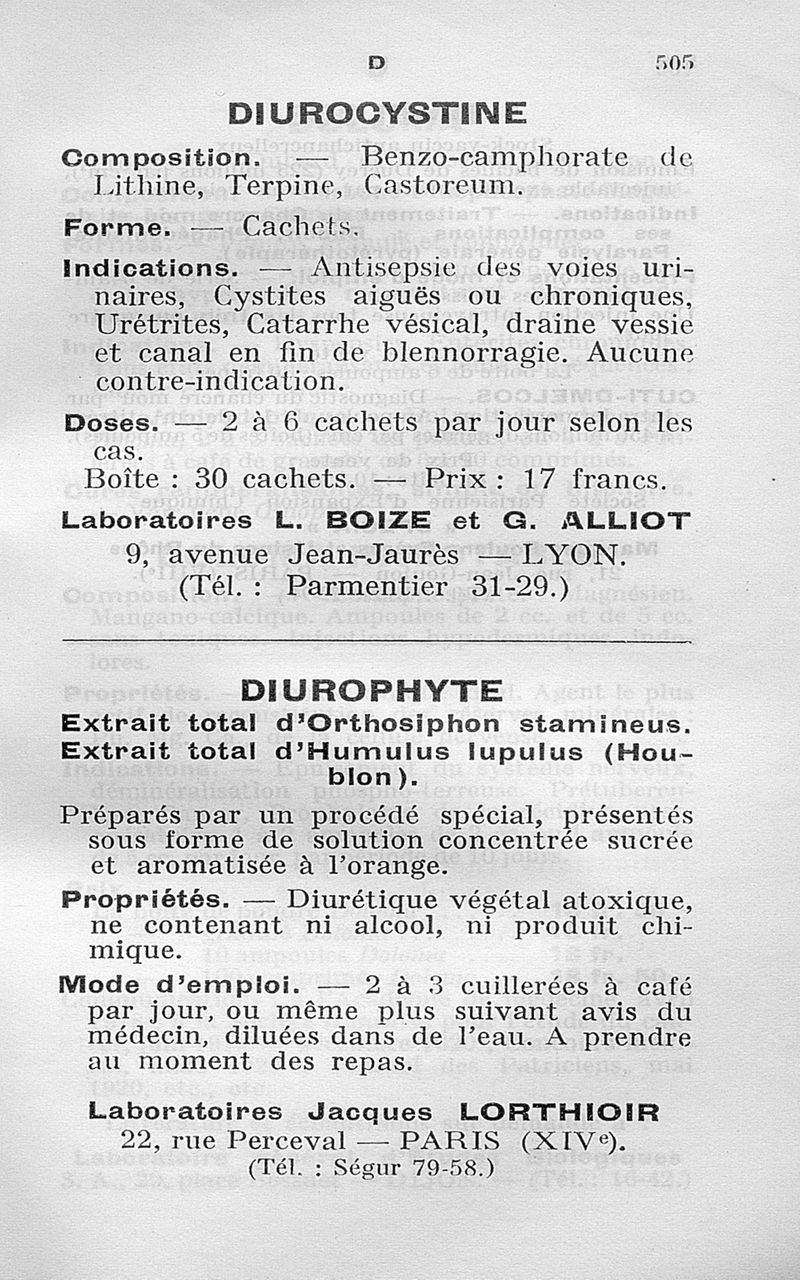 D 505
DIUROCYSTINE
Composition. — Benzo-camphorate de
Lithine, Terpine, Castoreum.
Forme. — Cachets.
Indications. — Antisepsie des voies uri-
naires, Cystites aiguës ou chroniques,
Urétrites, Catarrhe vésical, draine vessie
et canal en fin de blennorragie. Aucune
contre-indication.
Doses. — 2 à 6 cachets par jour selon les
cas.
Boîte : 30 cachets. — Prix : 17 francs.
Laboratoires L. BOIZE et G. ALLIOT
9, avenue Jean-Jaurès — LYON.
(Tél. : Parmentier 31-29.)
DIUROPHYTE
Extrait total d'Orthosiphon stamineus.
Extrait total d'Humulus lupulus (Hou-
blon).
Préparés par un procédé spécial, présentés
sous forme de solution concentrée sucrée
et aromatisée à l'orange.
Propriétés. — Diurétique végétal atoxique,
ne contenant ni alcool, ni produit chi-
mique.
Mode d'emploi. — 2 à 3 cuillerées à café
par jour, ou même plus suivant avis du
médecin, diluées dans de l'eau. A prendre
au moment des repas.
Laboratoires Jacques LORTHIOIR
22, rue Perceval — PARIS (XIVe).
(Tél. : Ségur 79-58.)